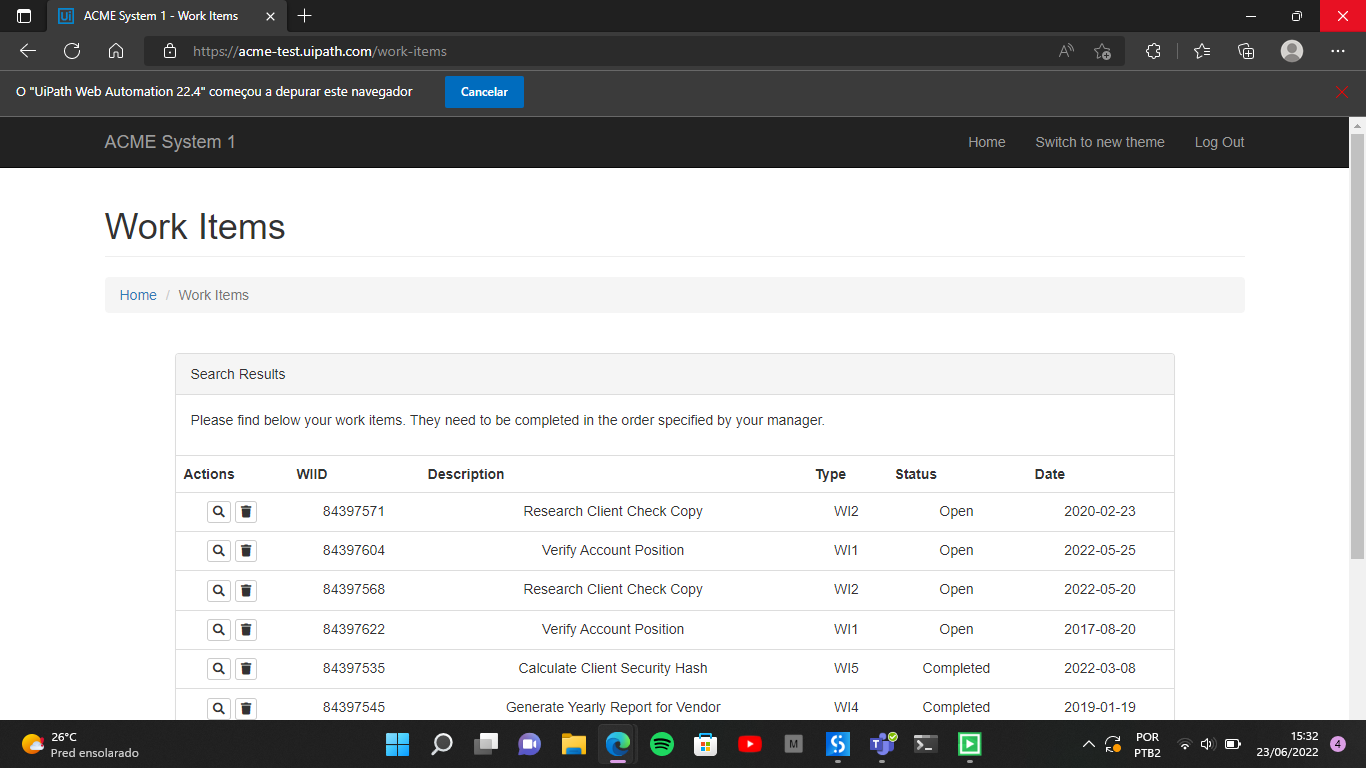 ACME System 1 - Work Items
https://acme-test.uipath.com/work-items
O "UiPath Web Automation 22.4" começou a depurar este navegador Cancelar
ACME System 1 Home Switch to new theme Log Out
Work Items
Home / Work Items
Search Results
Please find below your work items. They need to be completed in the order specified by your manager.
Actions WIID Description Type Status Date
84397571 Research Client Check Copy WI2 Open 2020-02-23
84397604 Verify Account Position WI1 Open 2022-05-25
84397568 Research Client Check Copy WI2 Open 2022-05-20
84397622 Verify Account Position WI1 Open 2017-08-20
84397535 Calculate Client Security Hash WI5 Completed 2022-03-08
84397545 Generate Yearly Report for Vendor WI4 Completed 2019-01-19
26°C
Pred ensolarado
M
POR
PTB2
15:32
23/06/2022
4